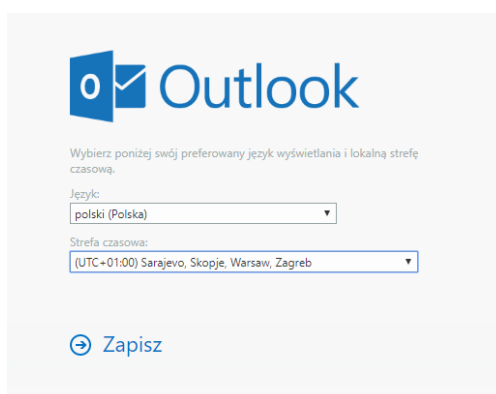 Outlook
Wybierz poniżej swój preferowany język wyświetlania i lokalną strefę
czasową.
Język:
polski (Polska)
Strefa czasowa:
(UTC+01:00) Sarajevo, Skopje, Warsaw, Zagreb
Zapisz